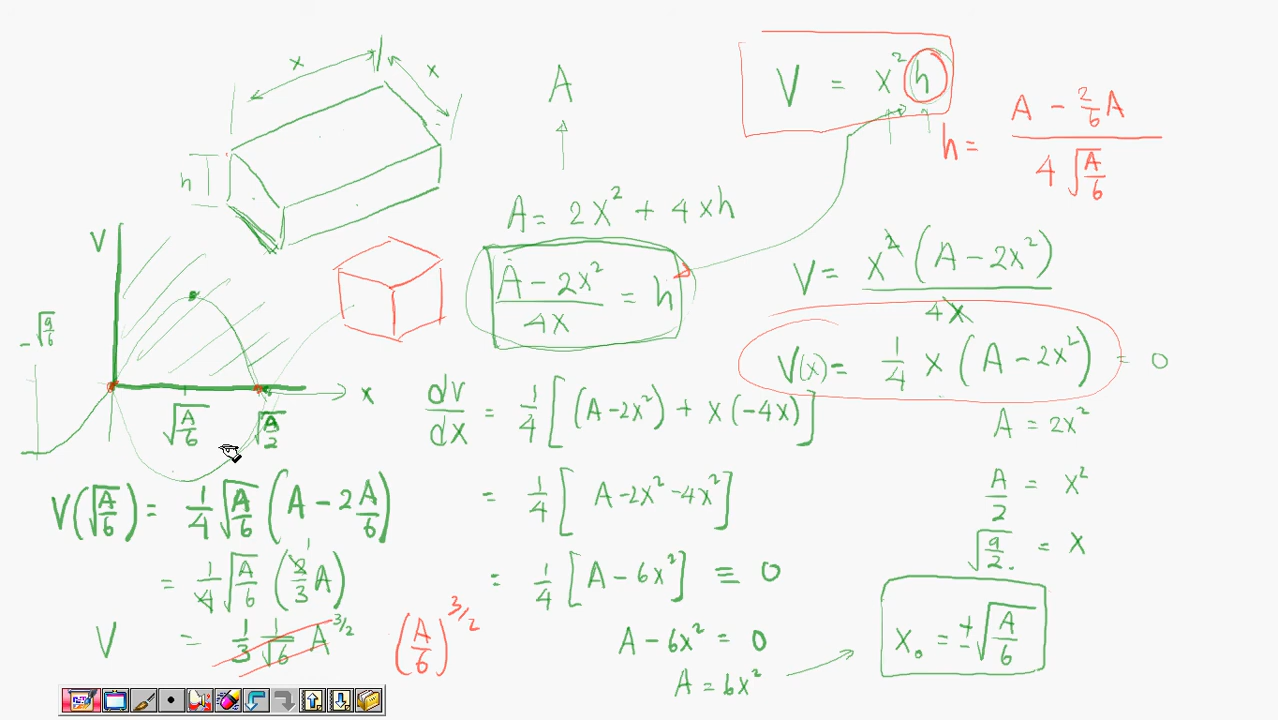 x
x
h
A
A = 2x² + 4xh
(A - 2x²)/4x = h
V = x² h
h = (A - 2/6 A)/(4 √(A/6))
V = x² (A - 2x²)/4x
V(x) = 1/4 x (A - 2x²) = 0
A = 2x²
A/2 = x²
√(a/2) = x
V
x
-√(a/6)
√(A/6)
√(A/2)
dV/dx = 1/4 [(A-2x²) + x(-4x)]
= 1/4 [A-2x²-4x²]
= 1/4 [A - 6x²] ≡ 0
A - 6x² = 0
A = 6x²
x₀ = ±√(A/6)
V(√(A/6)) = 1/4 √(A/6) (A - 2 A/6)
= 1/4 √(A/6) (2/3 A)
V = 1/3 1/√6 A^3/2 (A/6)^3/2